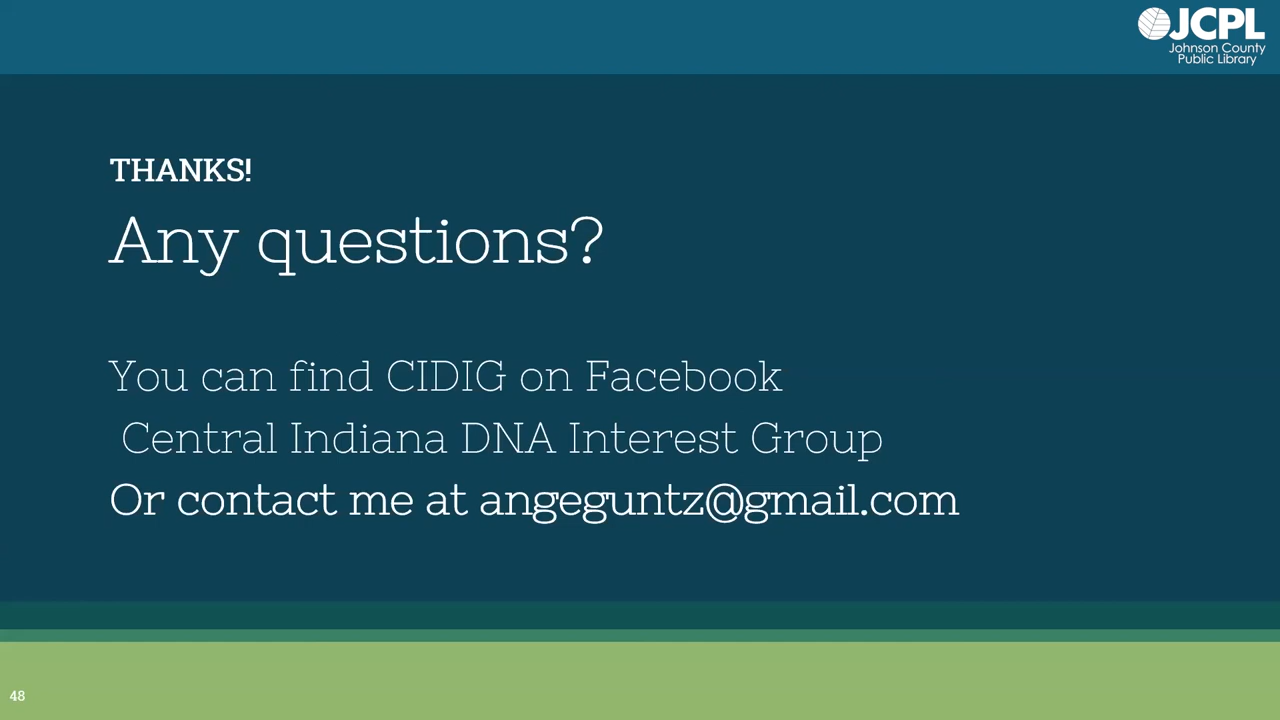 JCPL
Johnson County
Public Library
THANKS!
Any questions?
You can find CIDIG on Facebook
Central Indiana DNA Interest Group
Or contact me at angeguntz@gmail.com
48